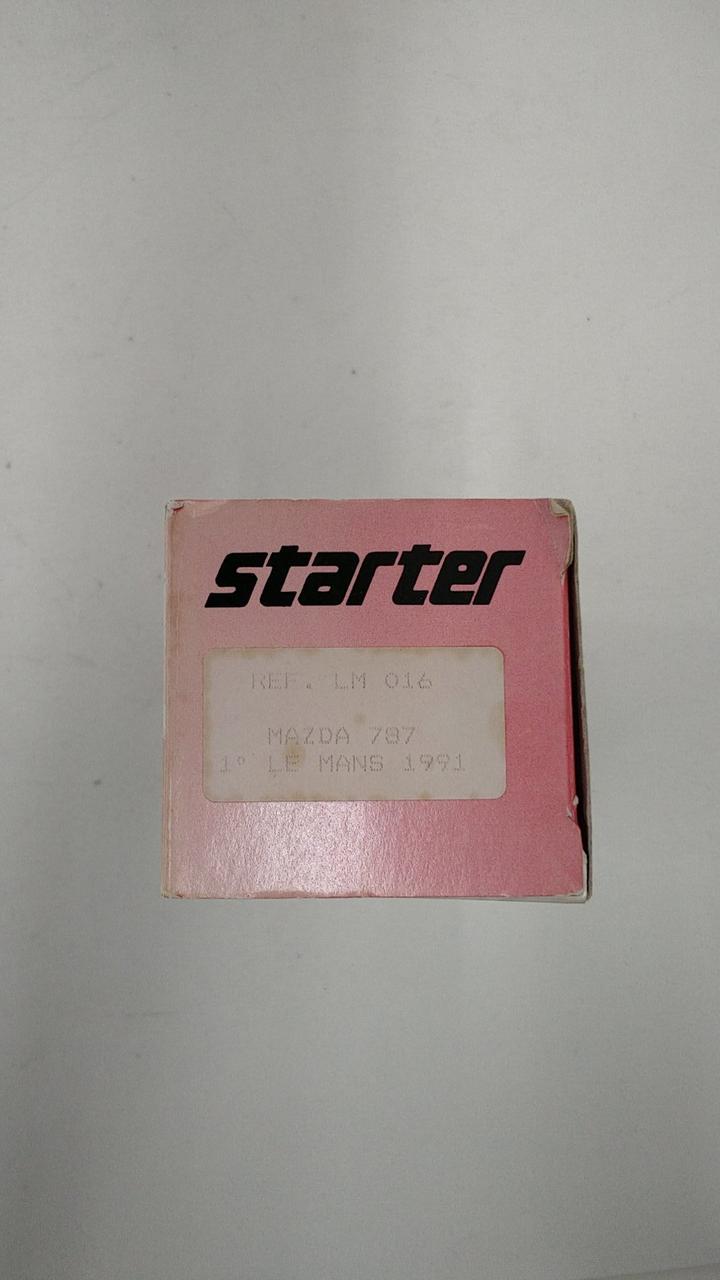 starter
REF. LM 016
MAZDA 787
1° LE MANS 1991